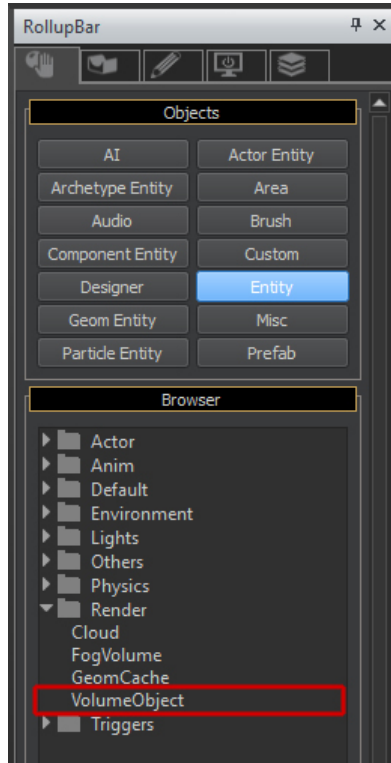 RollupBar
Objects
AI Actor Entity
Archetype Entity Area
Audio Brush
Component Entity Custom
Designer Entity
Geom Entity Misc
Particle Entity Prefab
Browser
Actor
Anim
Default
Environment
Lights
Others
Physics
Render
Cloud
FogVolume
GeomCache
VolumeObject
Triggers